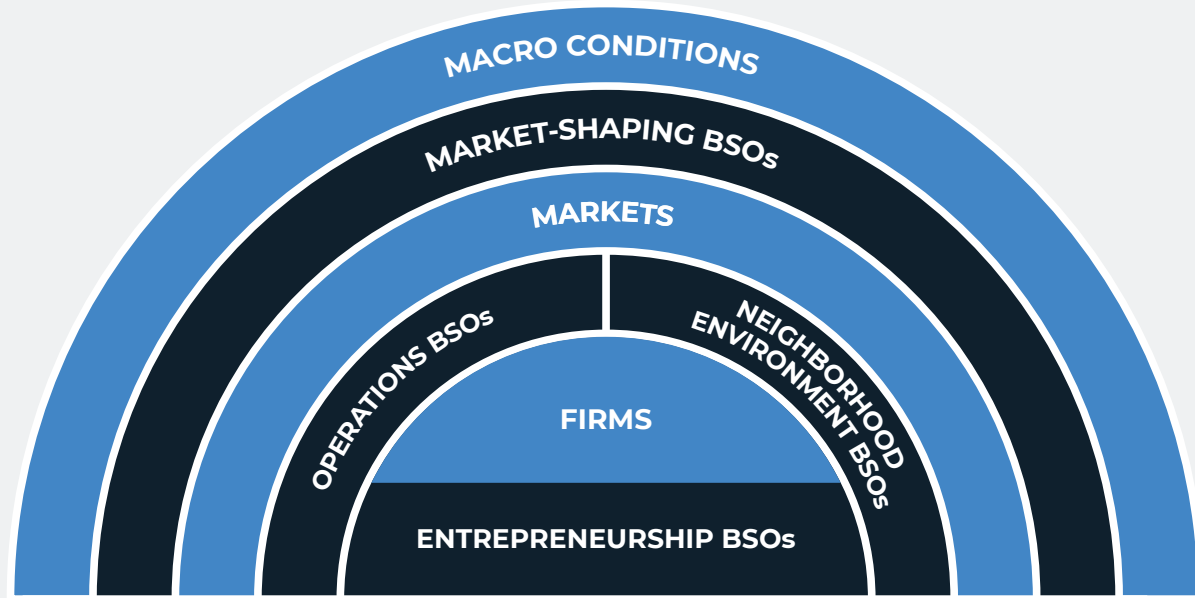 MACRO CONDITIONS
MARKET-SHAPING BSOs
MARKETS
OPERATIONS BSOs
NEIGHBORHOOD
ENVIRONMENT BSOs
FIRMS
ENTREPRENEURSHIP BSOs